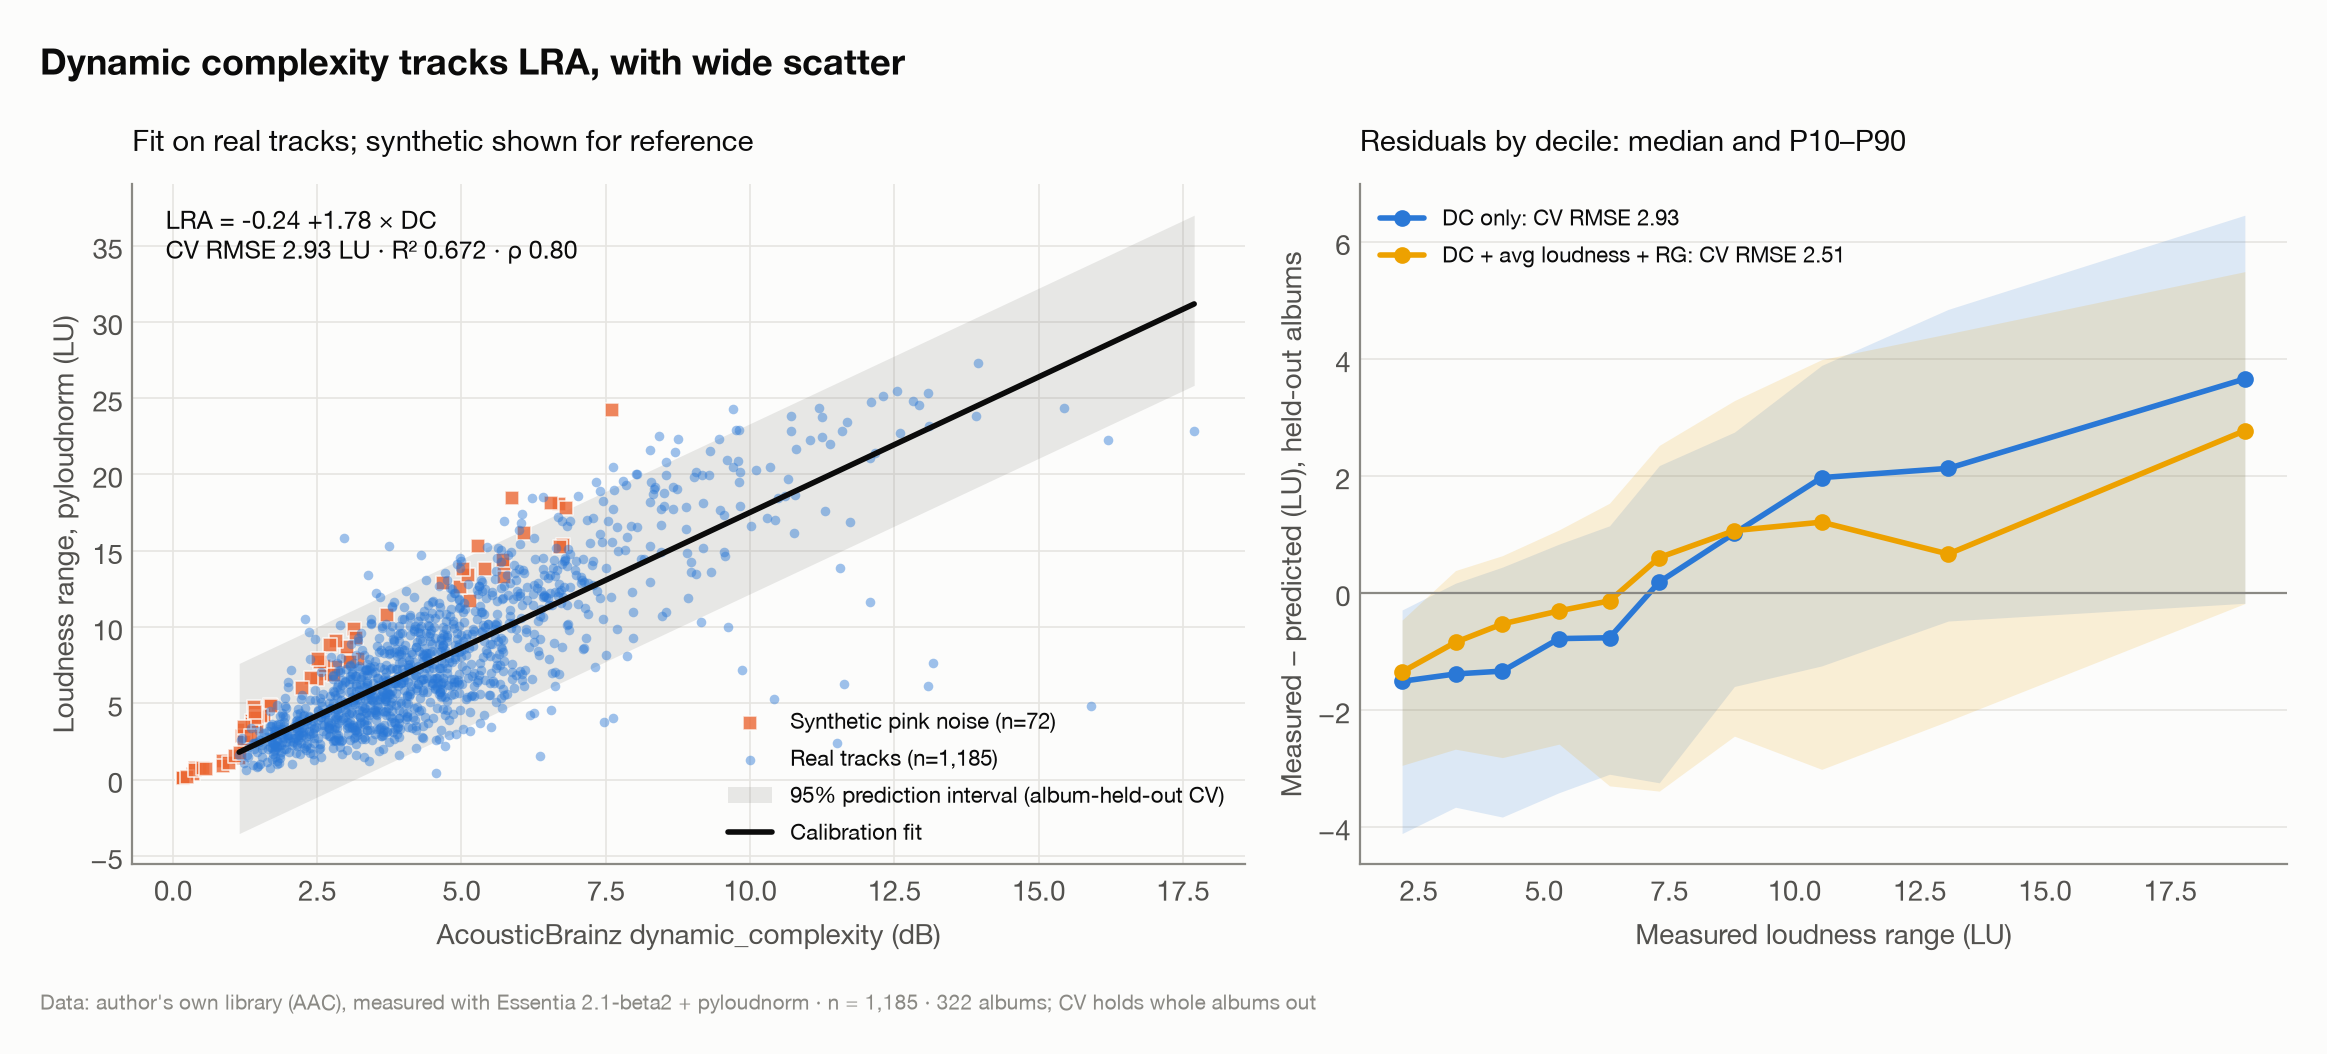 Dynamic complexity tracks LRA, with wide scatter
Fit on real tracks; synthetic shown for reference
LRA = -0.24 +1.78 × DC
CV RMSE 2.93 LU · R² 0.672 · ρ 0.80
Loudness range, pyloudnorm (LU)
35
30
25
20
15
10
5
0
−5
Synthetic pink noise (n=72)
Real tracks (n=1,185)
95% prediction interval (album-held-out CV)
Calibration fit
0.0 2.5 5.0 7.5 10.0 12.5 15.0 17.5
AcousticBrainz dynamic_complexity (dB)
Residuals by decile: median and P10–P90
DC only: CV RMSE 2.93
DC + avg loudness + RG: CV RMSE 2.51
Measured − predicted (LU), held-out albums
6
4
2
0
−2
−4
2.5 5.0 7.5 10.0 12.5 15.0 17.5
Measured loudness range (LU)
Data: author's own library (AAC), measured with Essentia 2.1-beta2 + pyloudnorm · n = 1,185 · 322 albums; CV holds whole albums out